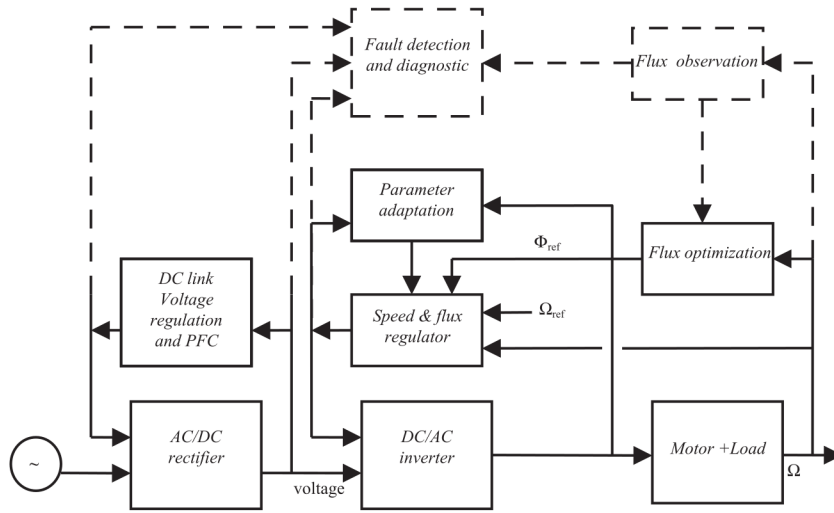 Fault detection
and diagnostic
Flux observation
Parameter
adaptation
Φref
Flux optimization
DC link
Voltage
regulation
and PFC
Speed & flux
regulator
Ωref
~
AC/DC
rectifier
voltage
DC/AC
inverter
Motor +Load
Ω